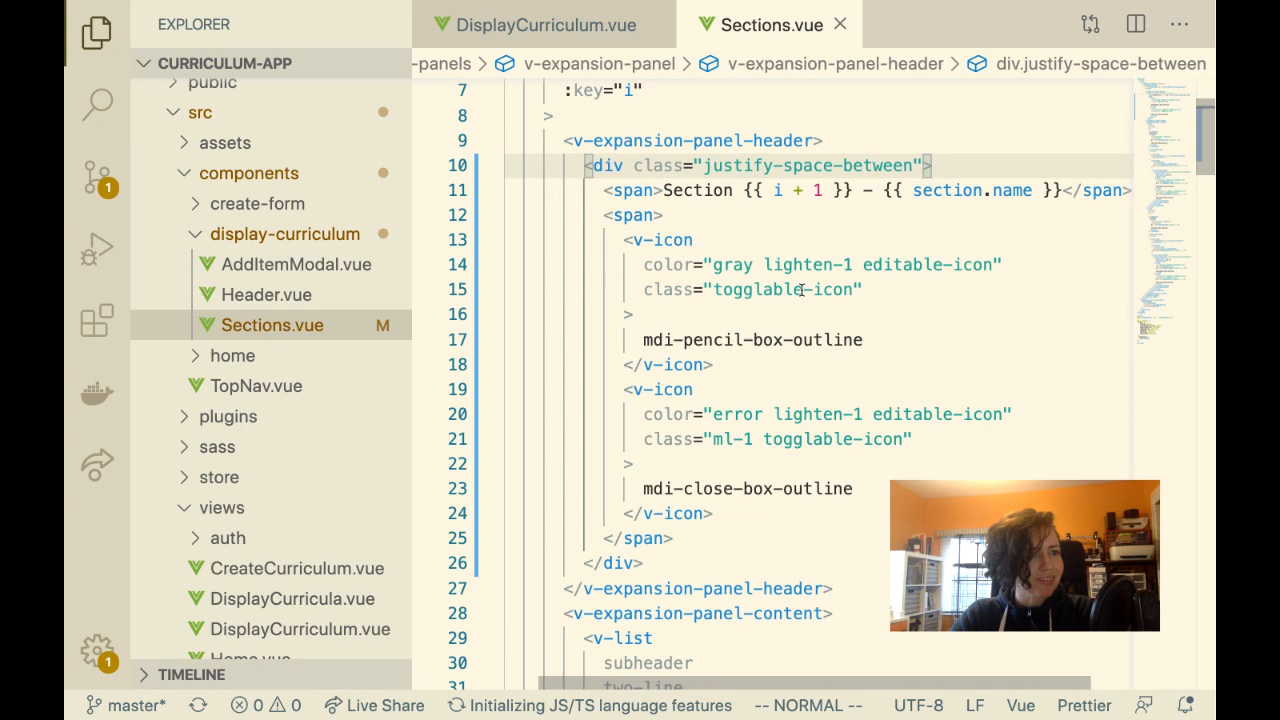 EXPLORER
DisplayCurriculum.vue
Sections.vue
CURRICULUM-APP
-panels
v-expansion-panel
v-expansion-panel-header
div.justify-space-between
public
src
assets
components
create-form
display-curriculum
AddItemModal.vue
Header.vue
Sections.vue M
home
TopNav.vue
plugins
sass
store
views
auth
CreateCurriculum.vue
DisplayCurricula.vue
DisplayCurriculum.vue
Home.vue
TIMELINE
1
1
7 :key="i"
8 >
9 <v-expansion-panel-header>
10 <div class="justify-space-between">
11 <span>Section {{ i + 1 }} - {{ section.name }}</span>
12 <span>
13 <v-icon
14 color="gray lighten-1 editable-icon"
15 class="togglable-icon"
16 >
17 mdi-pencil-box-outline
18 </v-icon>
19 <v-icon
20 color="error lighten-1 editable-icon"
21 class="ml-1 togglable-icon"
22 >
23 mdi-close-box-outline
24 </v-icon>
25 </span>
26 </div>
27 </v-expansion-panel-header>
28 <v-expansion-panel-content>
29 <v-list
30 subheader
31 two-line
master* 0 0 Live Share Initializing JS/TS language features -- NORMAL -- UTF-8 LF Vue Prettier